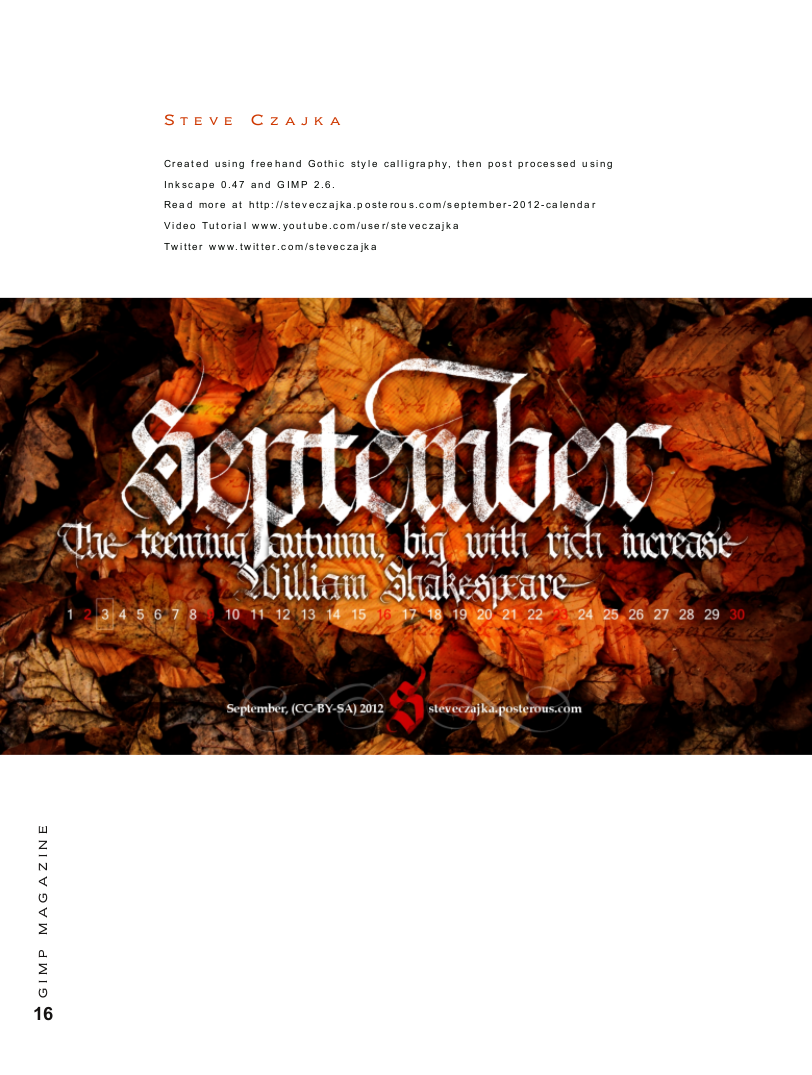 Steve Czajka
Created using freehand Gothic style calligraphy, then post processed using
Inkscape 0.47 and GIMP 2.6.
Read more at http://steveczajka.posterous.com/september-2012-calendar
Video Tutorial www.youtube.com/user/steveczajka
Twitter www.twitter.com/steveczajka
September
The teeming autumn, big with rich increase
William Shakespeare
1 2 3 4 5 6 7 8 9 10 11 12 13 14 15 16 17 18 19 20 21 22 23 24 25 26 27 28 29 30
September, (CC-BY-SA) 2012 S steveczajka.posterous.com
GIMP MAGAZINE
16